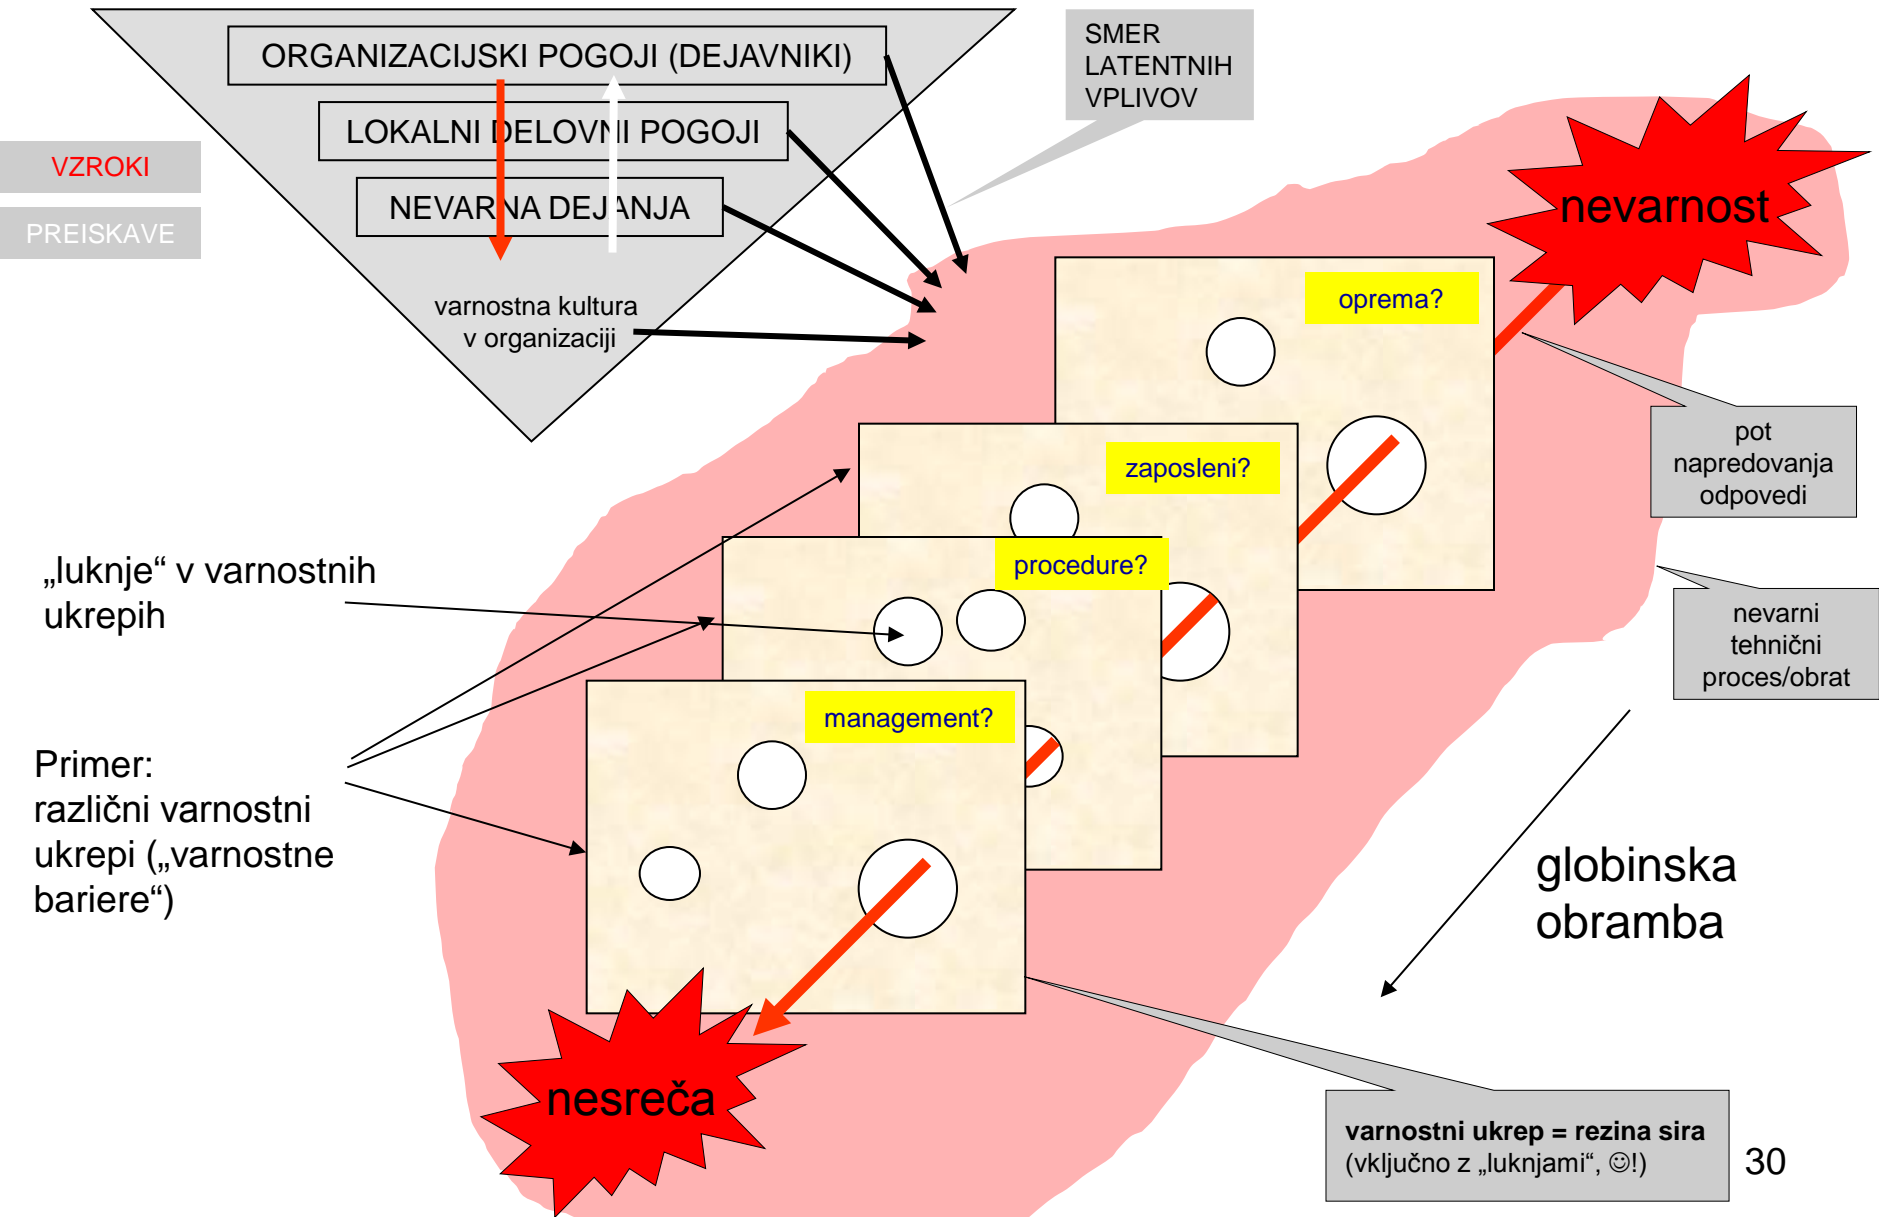 ORGANIZACIJSKI POGOJI (DEJAVNIKI)
LOKALNI DELOVNI POGOJI
NEVARNA DEJANJA
varnostna kultura
v organizaciji
VZROKI
PREISKAVE
SMER
LATENTNIH
VPLIVOV
nevarnost
oprema?
zaposleni?
procedure?
management?
pot
napredovanja
odpovedi
nevarni
tehnični
proces/obrat
„luknje“ v varnostnih
ukrepih
Primer:
različni varnostni
ukrepi („varnostne
bariere“)
globinska
obramba
nesreča
varnostni ukrep = rezina sira
(vključno z „luknjami“, ☺!)
30